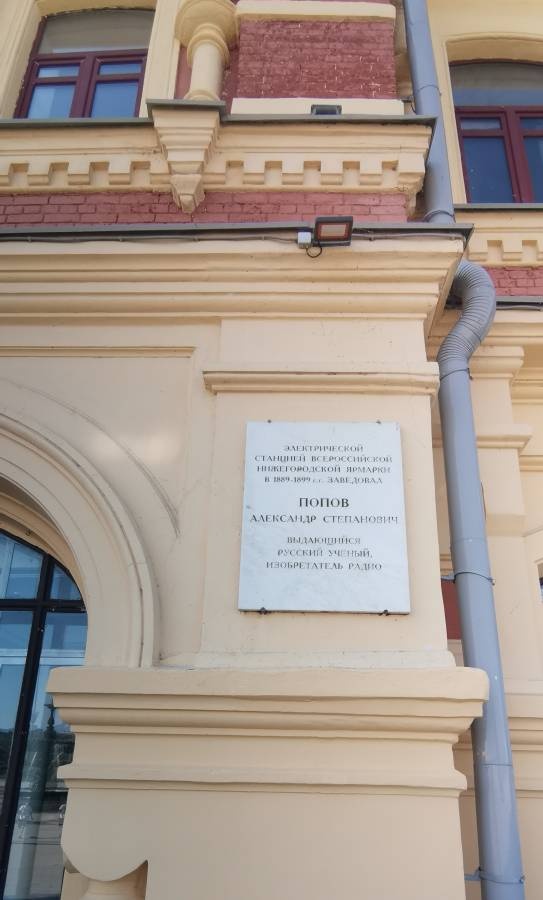 ЭЛЕКТРИЧЕСКОЙ
СТАНЦИЕЙ ВСЕРОССИЙСКОЙ
НИЖЕГОРОДСКОЙ ЯРМАРКИ
В 1889-1899 г.г. ЗАВЕДОВАЛ
ПОПОВ
АЛЕКСАНДР СТЕПАНОВИЧ
ВЫДАЮЩИЙСЯ
РУССКИЙ УЧЕНЫЙ,
ИЗОБРЕТАТЕЛЬ РАДИО